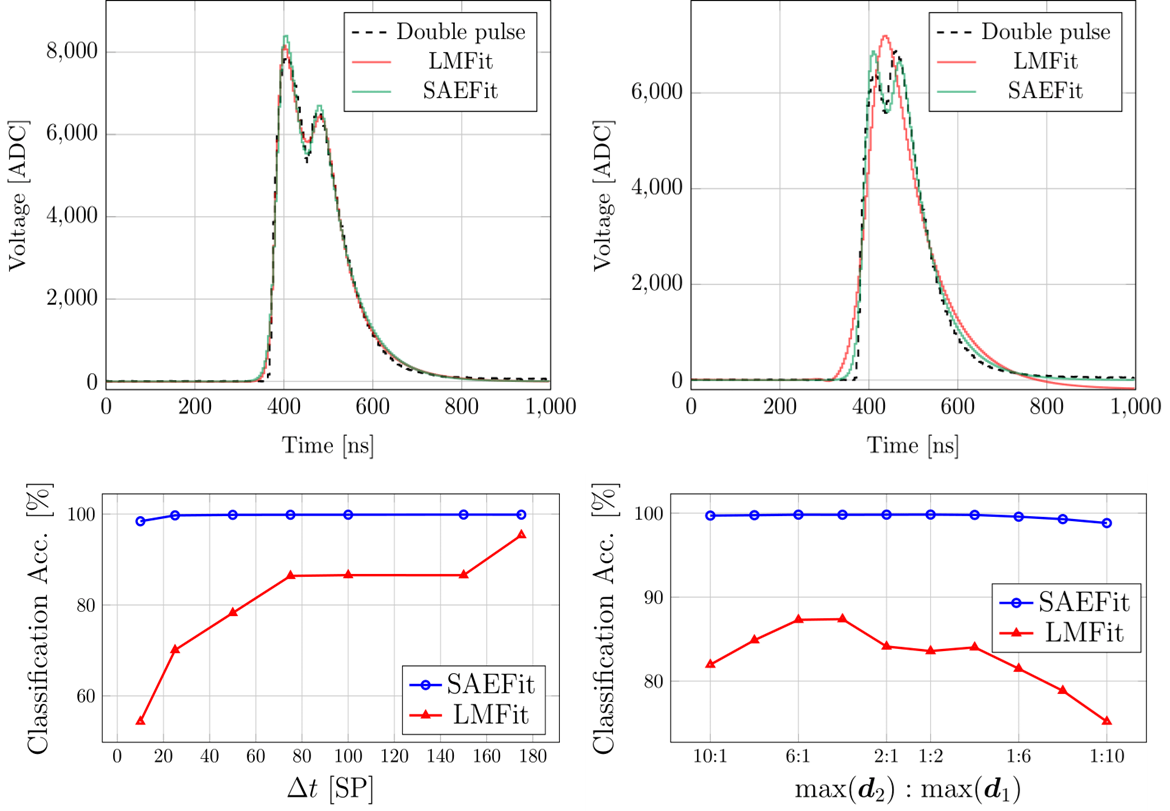 Voltage [ADC]
8,000
6,000
4,000
2,000
0
0 200 400 600 800 1,000
Time [ns]
Double pulse
LMFit
SAEFit
Voltage [ADC]
6,000
4,000
2,000
0
0 200 400 600 800 1,000
Time [ns]
Double pulse
LMFit
SAEFit
Classification Acc. [%]
100
80
60
0 20 40 60 80 100 120 140 160 180
Δt [SP]
SAEFit
LMFit
Classification Acc. [%]
100
90
80
10:1 6:1 2:1 1:2 1:6 1:10
max(d₂) : max(d₁)
SAEFit
LMFit